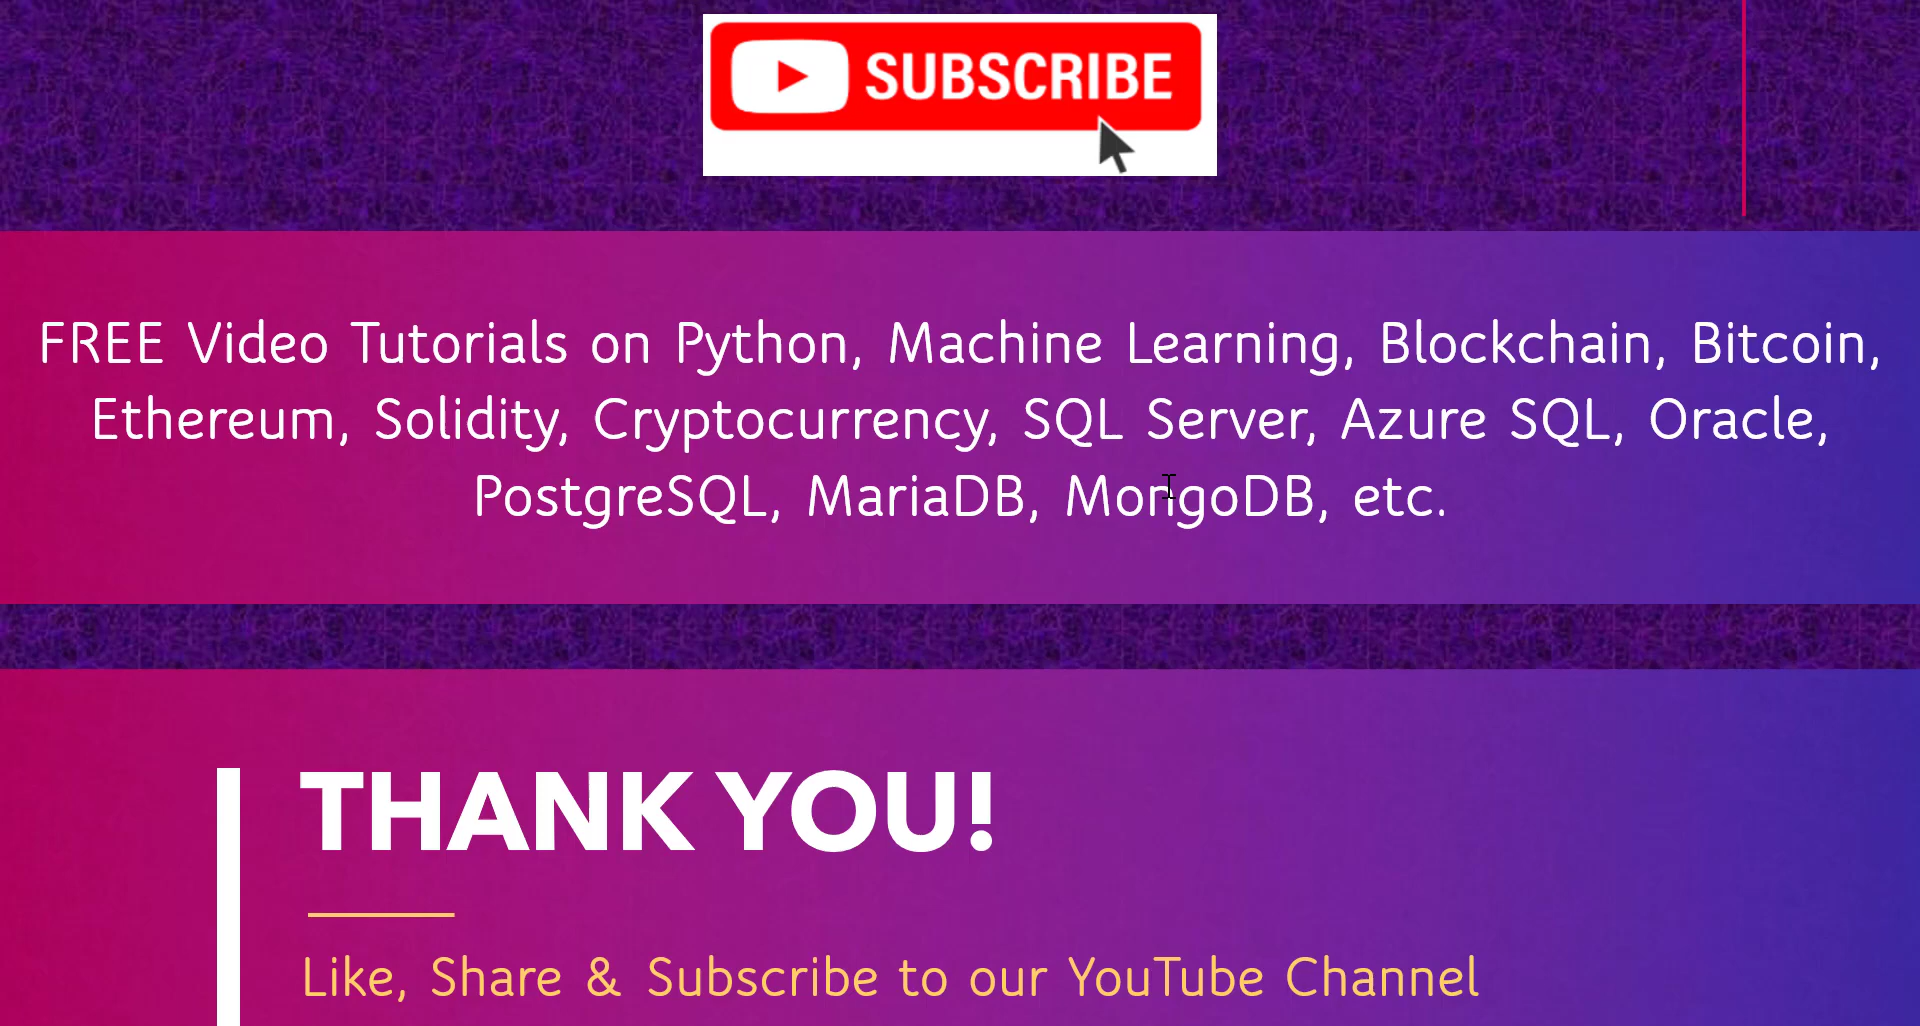 SUBSCRIBE
FREE Video Tutorials on Python, Machine Learning, Blockchain, Bitcoin,
Ethereum, Solidity, Cryptocurrency, SQL Server, Azure SQL, Oracle,
PostgreSQL, MariaDB, MongoDB, etc.
THANK YOU!
Like, Share & Subscribe to our YouTube Channel